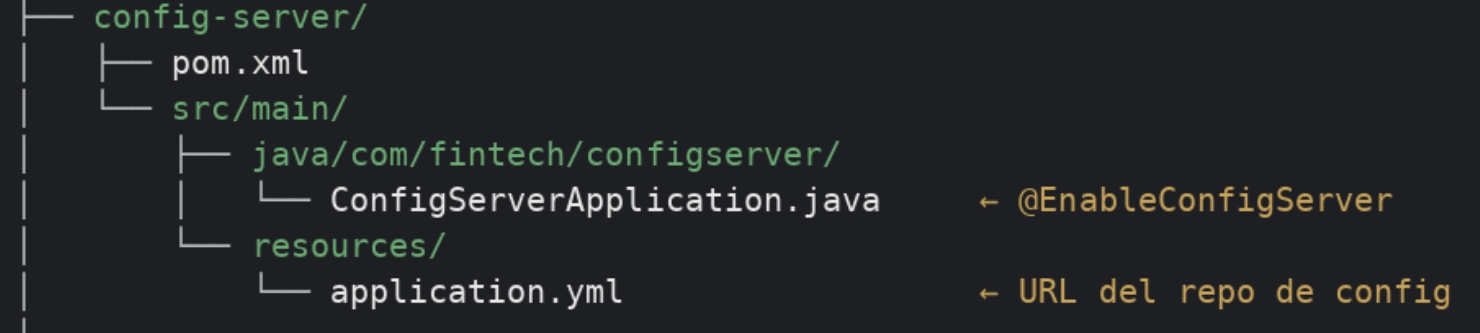 ├── config-server/
│   ├── pom.xml
│   └── src/main/
│       ├── java/com/fintech/configserver/
│       │   └── ConfigServerApplication.java     ← @EnableConfigServer
│       └── resources/
│           └── application.yml                  ← URL del repo de config